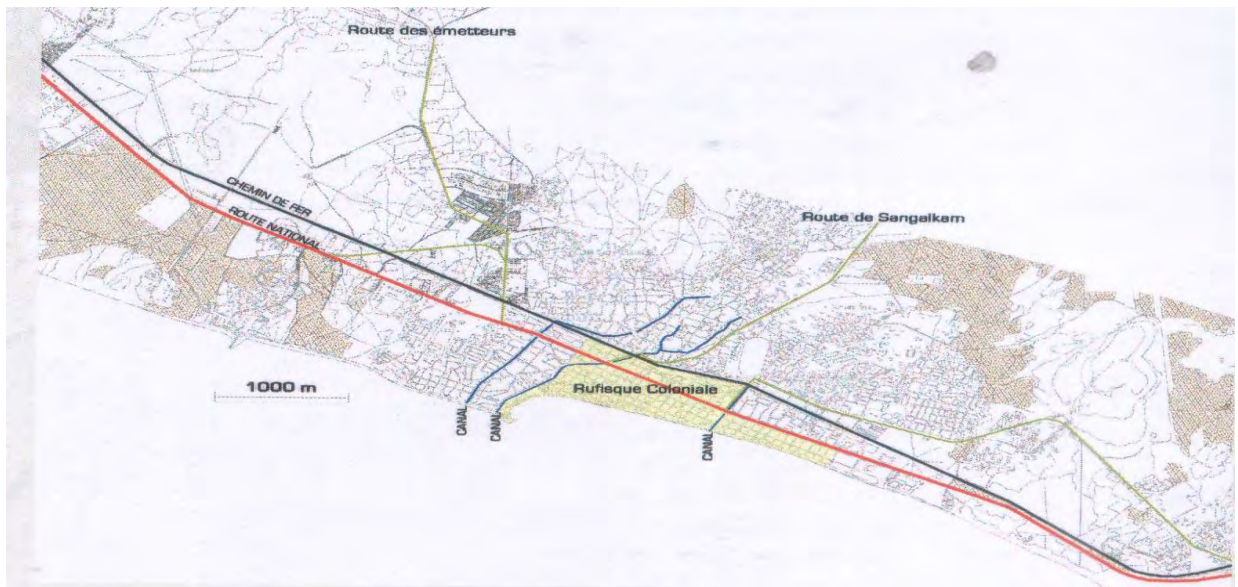 Route des émetteurs
Route de Sangalkam
CHEMIN DE FER
ROUTE NATIONAL
1000 m
Rufisque Coloniale
CANAL
CANAL
CANAL